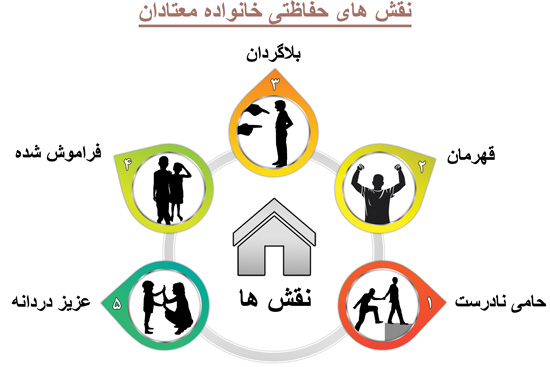 نقش های حفاظتی خانواده معتادان
بلاگردان
۳
قهرمان
۲
فراموش شده
۴
حامی نادرست
۱
عزیز دردانه
۵
نقش ها